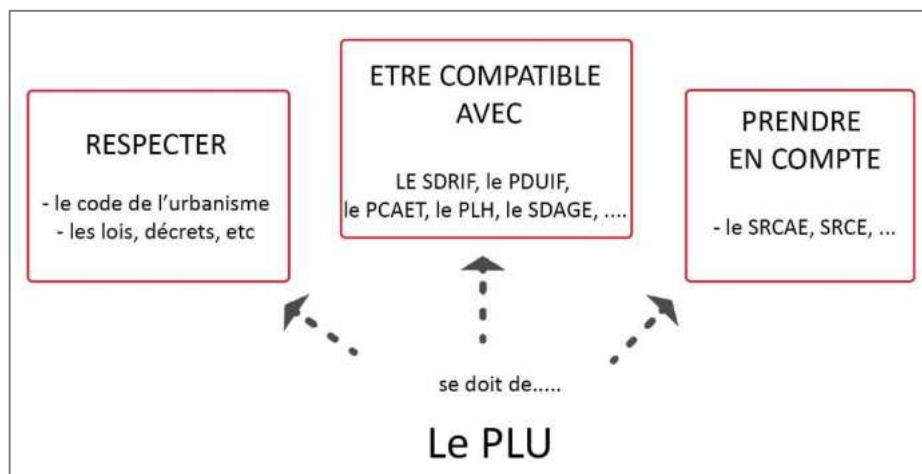 RESPECTER
- le code de l'urbanisme
- les lois, décrets, etc
ETRE COMPATIBLE
AVEC
LE SDRIF, le PDUIF,
le PCAET, le PLH, le SDAGE, ....
PRENDRE
EN COMPTE
- le SRCAE, SRCE, ...
se doit de.....
Le PLU